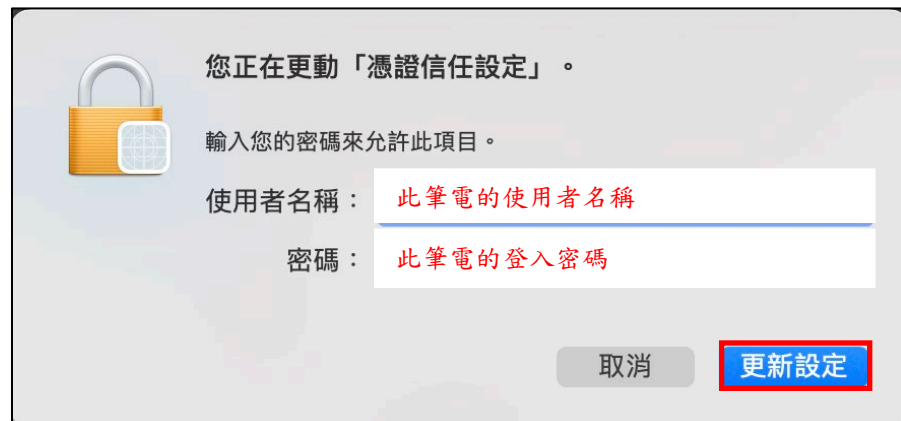 您正在更動「憑證信任設定」。
輸入您的密碼來允許此項目。
使用者名稱： 此筆電的使用者名稱
密碼： 此筆電的登入密碼
取消 更新設定